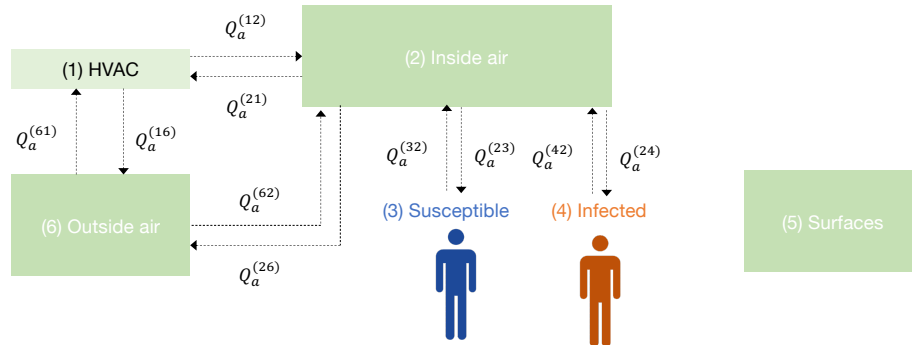 Q_a^{(12)}
(1) HVAC
(2) Inside air
Q_a^{(21)}
Q_a^{(61)}
Q_a^{(16)}
Q_a^{(32)}
Q_a^{(23)}
Q_a^{(42)}
Q_a^{(24)}
Q_a^{(62)}
(3) Susceptible
(4) Infected
(6) Outside air
(5) Surfaces
Q_a^{(26)}